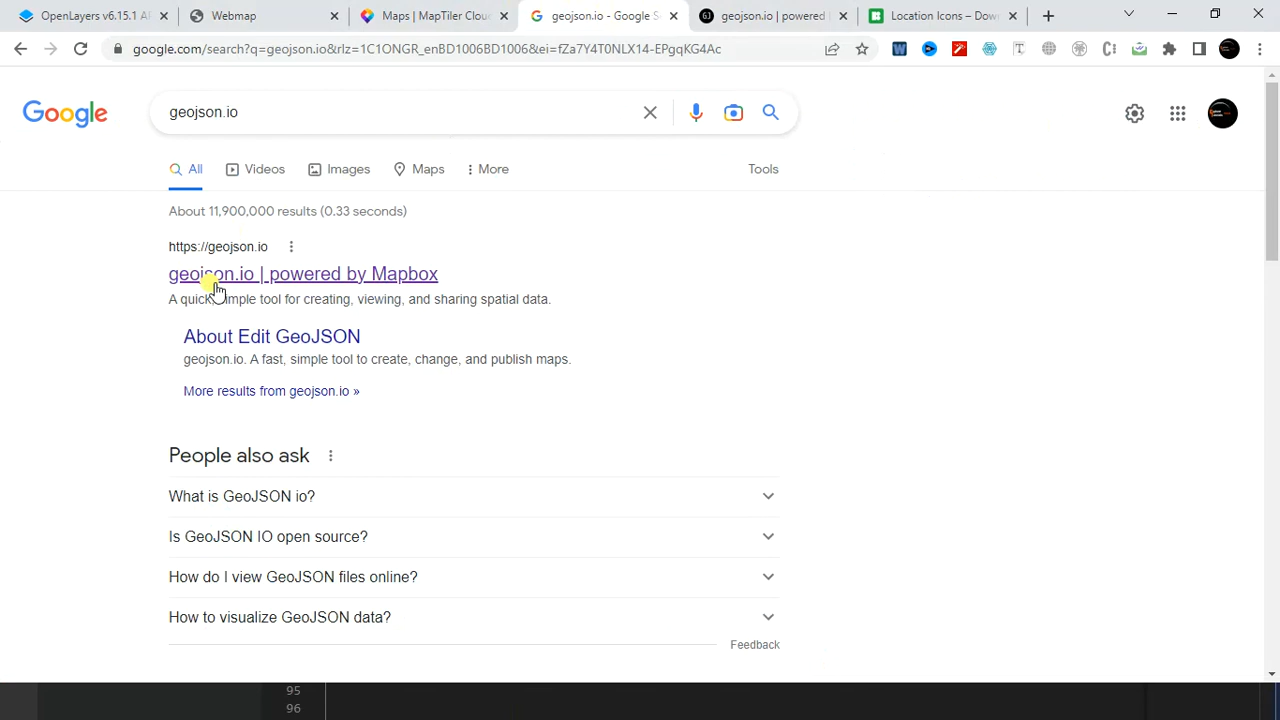 OpenLayers v6.15.1 AP
Webmap
Maps | MapTiler Cloud
geojson.io - Google S
geojson.io | powered
Location Icons – Dow
google.com/search?q=geojson.io&rlz=1C1ONGR_enBD1006BD1006&ei=fZa7Y4T0NLX14-EPgqKG4Ac
Google
geojson.io
All
Videos
Images
Maps
More
Tools
About 11,900,000 results (0.33 seconds)
https://geojson.io
geojson.io | powered by Mapbox
A quick, simple tool for creating, viewing, and sharing spatial data.
About Edit GeoJSON
geojson.io. A fast, simple tool to create, change, and publish maps.
More results from geojson.io »
People also ask
What is GeoJSON io?
Is GeoJSON IO open source?
How do I view GeoJSON files online?
How to visualize GeoJSON data?
Feedback
95
96